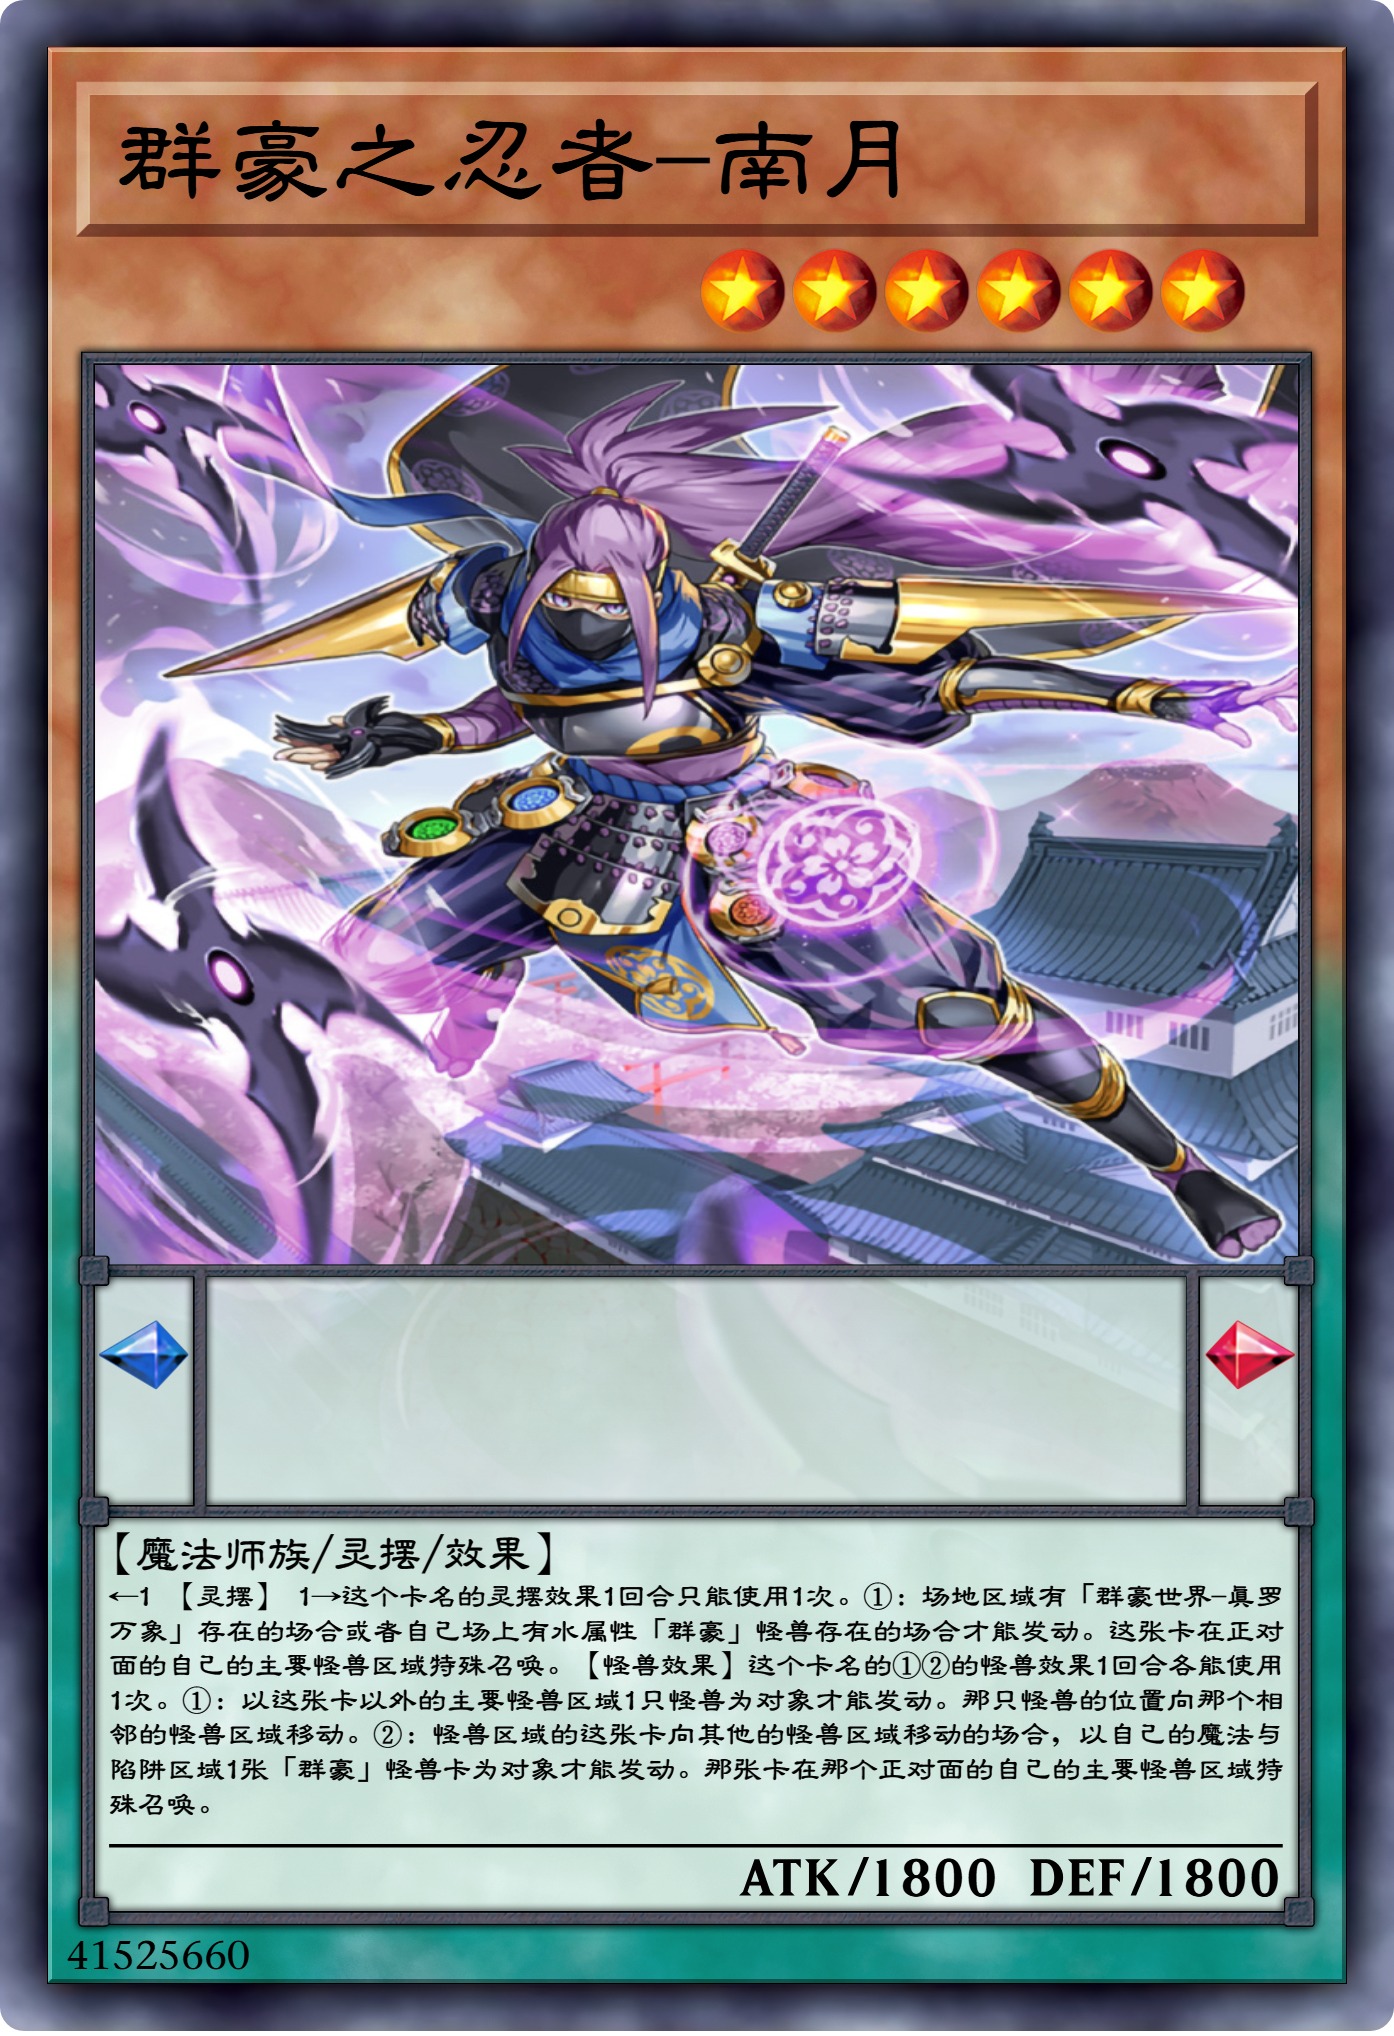 群豪之忍者-南月
【魔法师族/灵摆/效果】
←1 【灵摆】 1→这个卡名的灵摆效果1回合只能使用1次。①：场地区域有「群豪世界-真罗
万象」存在的场合或者自己场上有水属性「群豪」怪兽存在的场合才能发动。这张卡在正对
面的自己的主要怪兽区域特殊召唤。【怪兽效果】这个卡名的①②的怪兽效果1回合各能使用
1次。①：以这张卡以外的主要怪兽区域1只怪兽为对象才能发动。那只怪兽的位置向那个相
邻的怪兽区域移动。②：怪兽区域的这张卡向其他的怪兽区域移动的场合，以自己的魔法与
陷阱区域1张「群豪」怪兽卡为对象才能发动。那张卡在那个正对面的自己的主要怪兽区域特
殊召唤。
ATK/1800 DEF/1800
41525660